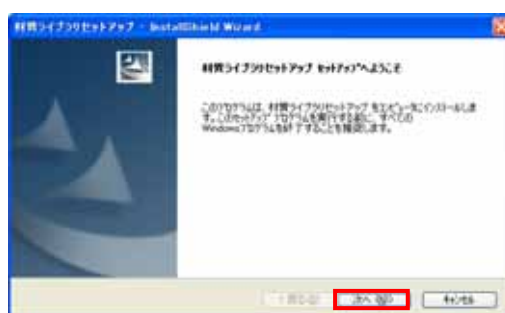 材質ライブラリセットアップ - InstallShield Wizard
材質ライブラリセットアップ セットアップへようこそ
このプログラムは、材質ライブラリセットアップ をコンピュータにインストールしま
す。このセットアップ プログラムを実行する前に、すべての
Windowsプログラムを終了することを推奨します。
< 戻る(B) 次へ(N) > キャンセル